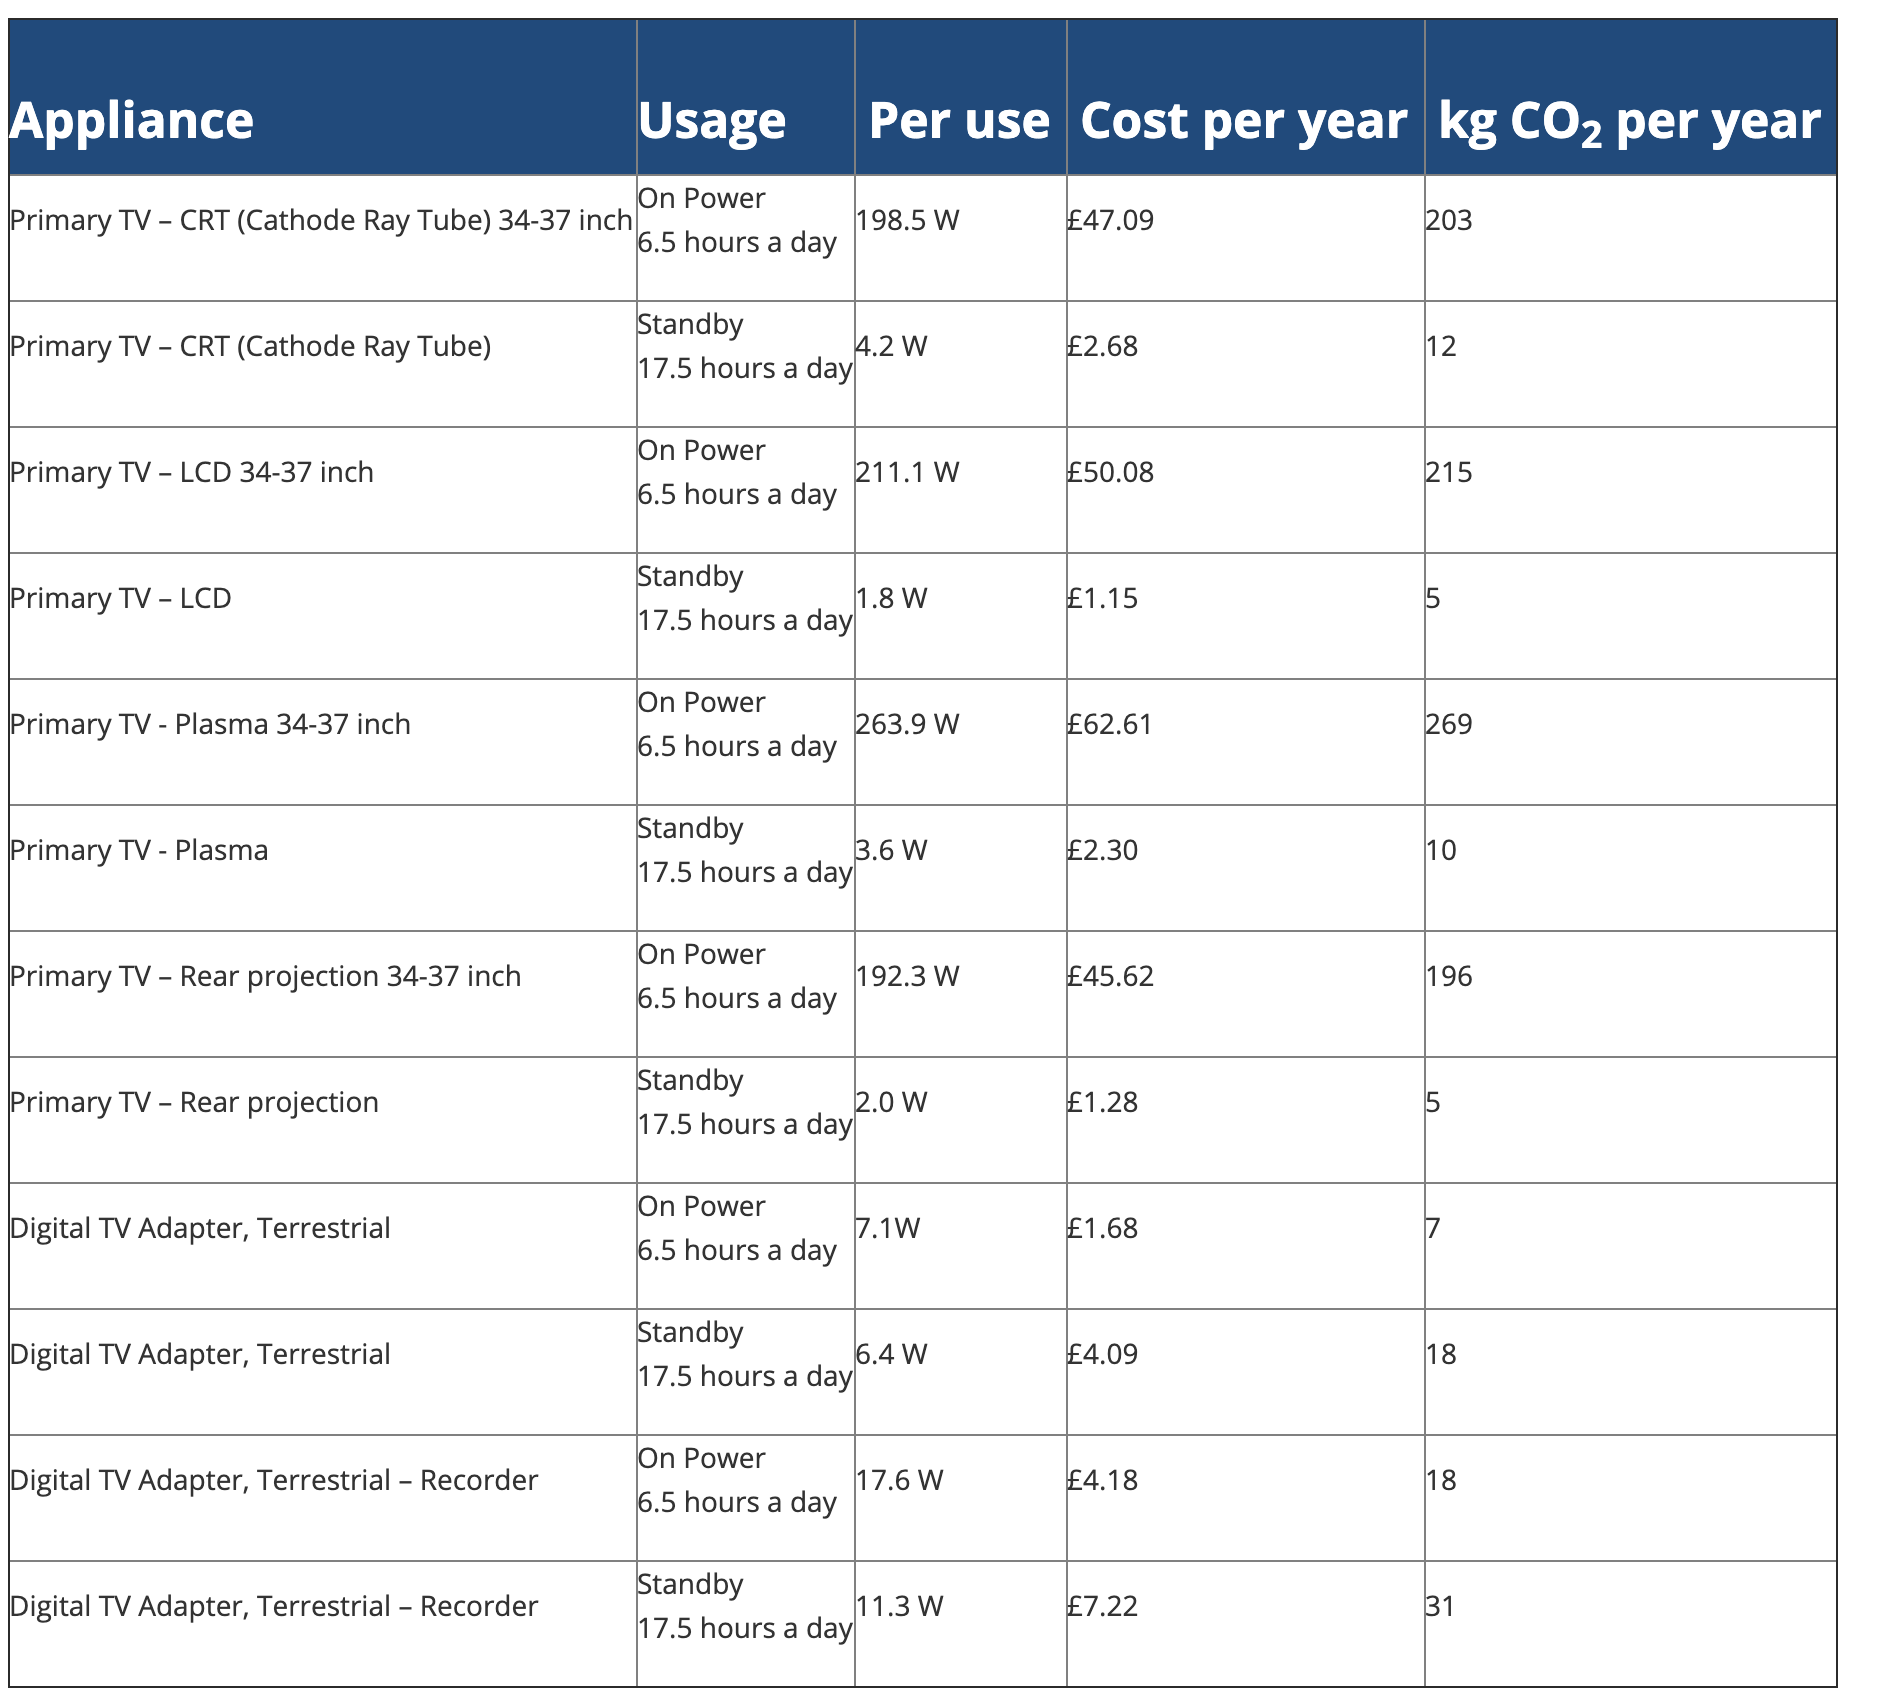 Appliance Usage Per use Cost per year kg CO₂ per year
Primary TV – CRT (Cathode Ray Tube) 34-37 inch On Power 198.5 W £47.09 203
6.5 hours a day
Primary TV – CRT (Cathode Ray Tube) Standby 4.2 W £2.68 12
17.5 hours a day
Primary TV – LCD 34-37 inch On Power 211.1 W £50.08 215
6.5 hours a day
Primary TV – LCD Standby 1.8 W £1.15 5
17.5 hours a day
Primary TV - Plasma 34-37 inch On Power 263.9 W £62.61 269
6.5 hours a day
Primary TV - Plasma Standby 3.6 W £2.30 10
17.5 hours a day
Primary TV – Rear projection 34-37 inch On Power 192.3 W £45.62 196
6.5 hours a day
Primary TV – Rear projection Standby 2.0 W £1.28 5
17.5 hours a day
Digital TV Adapter, Terrestrial On Power 7.1W £1.68 7
6.5 hours a day
Digital TV Adapter, Terrestrial Standby 6.4 W £4.09 18
17.5 hours a day
Digital TV Adapter, Terrestrial – Recorder On Power 17.6 W £4.18 18
6.5 hours a day
Digital TV Adapter, Terrestrial – Recorder Standby 11.3 W £7.22 31
17.5 hours a day